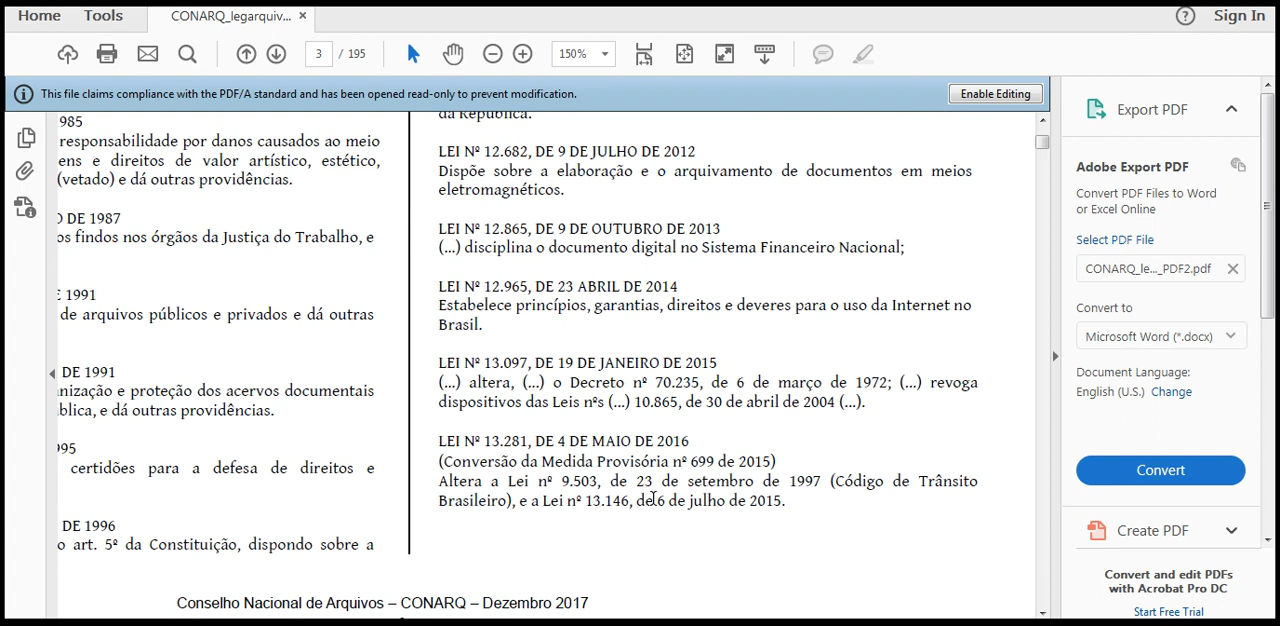 Home Tools CONARQ_legarquiv... × ? Sign In
3 / 195 150%
This file claims compliance with the PDF/A standard and has been opened read-only to prevent modification. Enable Editing
985
responsabilidade por danos causados ao meio
ens e direitos de valor artístico, estético,
(vetado) e dá outras providências.
DE 1987
os findos nos órgãos da Justiça do Trabalho, e
E 1991
de arquivos públicos e privados e dá outras
DE 1991
nização e proteção dos acervos documentais
blica, e dá outras providências.
995
certidões para a defesa de direitos e
DE 1996
o art. 5º da Constituição, dispondo sobre a
da República.
LEI Nº 12.682, DE 9 DE JULHO DE 2012
Dispõe sobre a elaboração e o arquivamento de documentos em meios
eletromagnéticos.
LEI Nº 12.865, DE 9 DE OUTUBRO DE 2013
(...) disciplina o documento digital no Sistema Financeiro Nacional;
LEI Nº 12.965, DE 23 ABRIL DE 2014
Estabelece princípios, garantias, direitos e deveres para o uso da Internet no
Brasil.
LEI Nº 13.097, DE 19 DE JANEIRO DE 2015
(...) altera, (...) o Decreto nº 70.235, de 6 de março de 1972; (...) revoga
dispositivos das Leis nºs (...) 10.865, de 30 de abril de 2004 (...).
LEI Nº 13.281, DE 4 DE MAIO DE 2016
(Conversão da Medida Provisória nº 699 de 2015)
Altera a Lei nº 9.503, de 23 de setembro de 1997 (Código de Trânsito
Brasileiro), e a Lei nº 13.146, de 6 de julho de 2015.
Conselho Nacional de Arquivos – CONARQ – Dezembro 2017
Export PDF
Adobe Export PDF
Convert PDF Files to Word
or Excel Online
Select PDF File
CONARQ_le..._PDF2.pdf
Convert to
Microsoft Word (*.docx)
Document Language:
English (U.S.) Change
Convert
Create PDF
Convert and edit PDFs
with Acrobat Pro DC
Start Free Trial